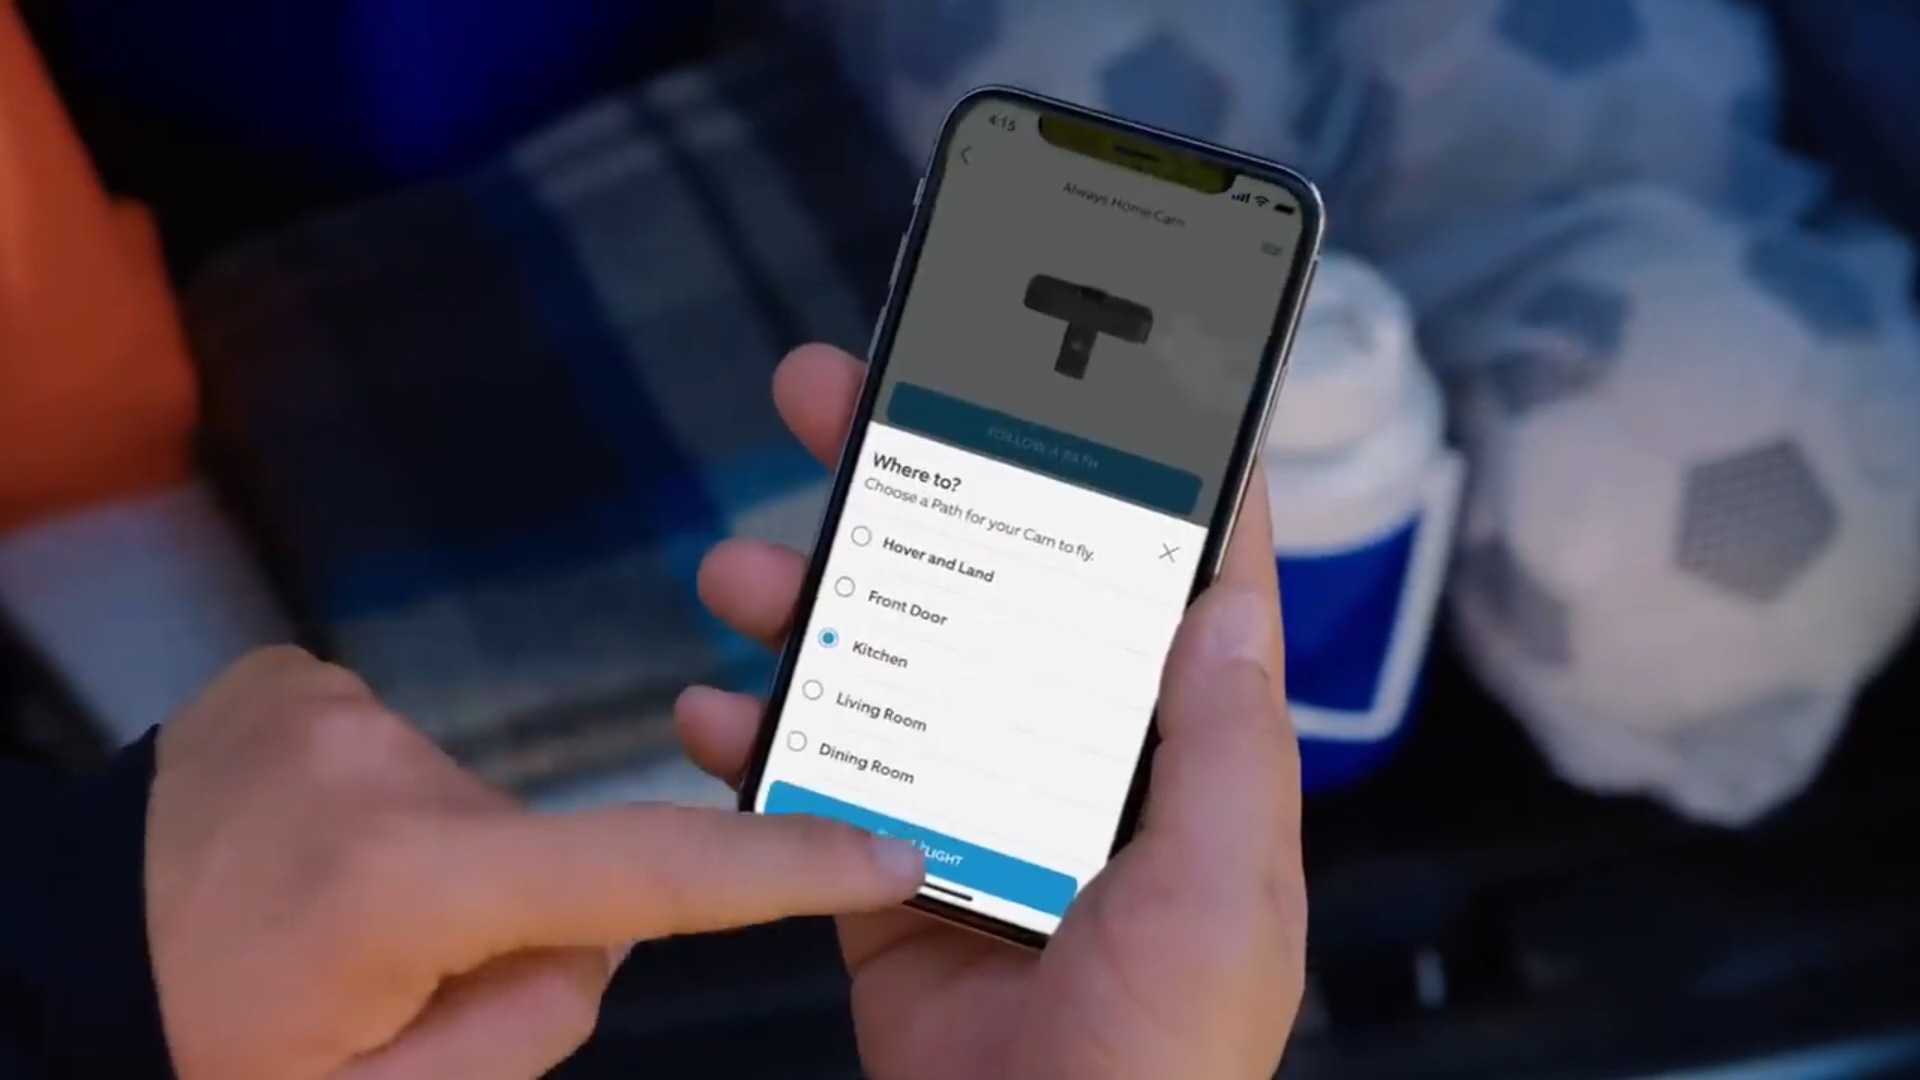 4:15
Always Home Cam
FOLLOW A PATH
Where to?
Choose a Path for your Cam to fly.
Hover and Land
Front Door
Kitchen
Living Room
Dining Room
FLIGHT